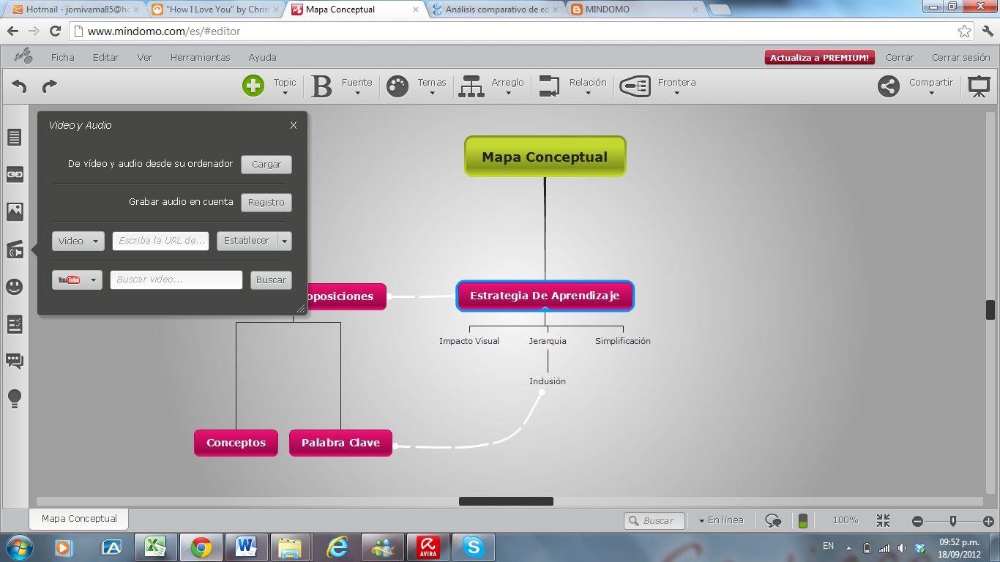 Hotmail - jomivama85@ho
"How I Love You" by Christ
Mapa Conceptual
Análisis comparativo de ed
MINDOMO
www.mindomo.com/es/#editor
Ficha Editar Ver Herramientas Ayuda
Actualiza a PREMIUM! Cerrar Cerrar sesión
Topic Fuente Temas Arreglo Relación Frontera Compartir
Video y Audio X
De vídeo y audio desde su ordenador Cargar
Grabar audio en cuenta Registro
Video Escriba la URL de... Establecer
YouTube Buscar video... Buscar
Mapa Conceptual
oposiciones
Estrategia De Aprendizaje
Impacto Visual Jerarquia Simplificación
Indusión
Conceptos Palabra Clave
Mapa Conceptual
Buscar En línea 100%
AVIRA
EN 09:52 p.m.
18/09/2012